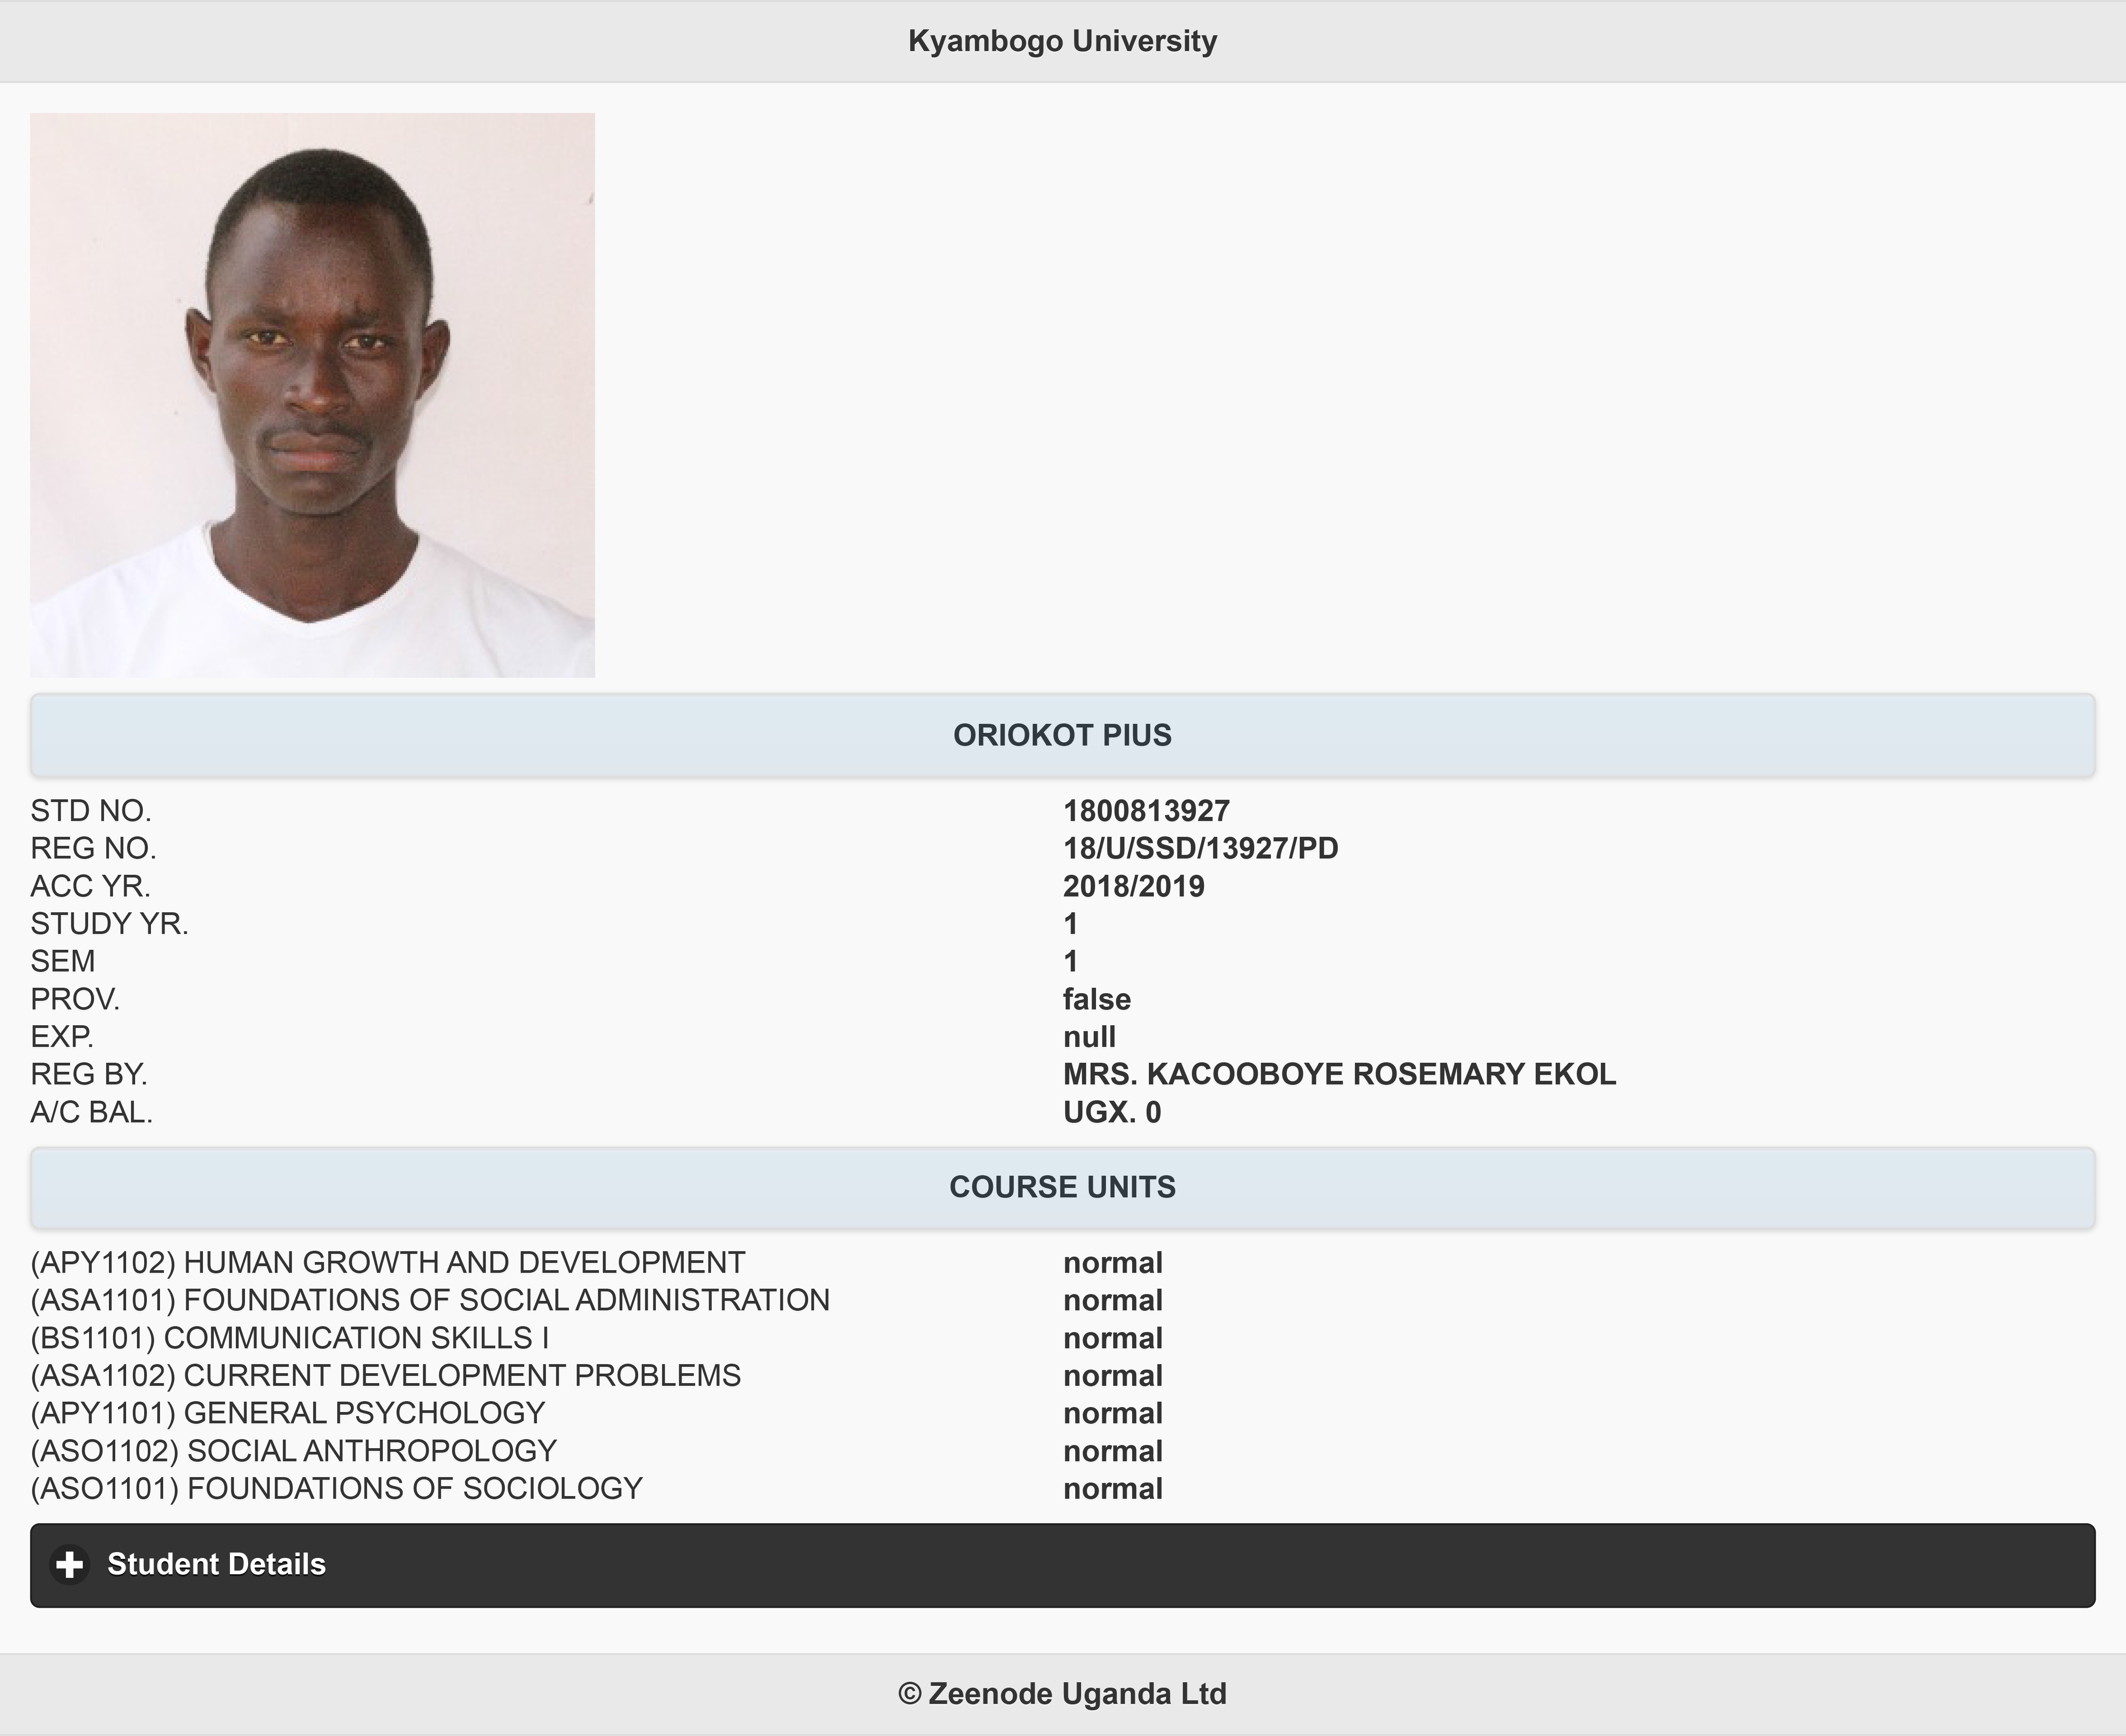 Kyambogo University
ORIOKOT PIUS
STD NO. 1800813927
REG NO. 18/U/SSD/13927/PD
ACC YR. 2018/2019
STUDY YR. 1
SEM 1
PROV. false
EXP. null
REG BY. MRS. KACOOBOYE ROSEMARY EKOL
A/C BAL. UGX. 0
COURSE UNITS
(APY1102) HUMAN GROWTH AND DEVELOPMENT normal
(ASA1101) FOUNDATIONS OF SOCIAL ADMINISTRATION normal
(BS1101) COMMUNICATION SKILLS I normal
(ASA1102) CURRENT DEVELOPMENT PROBLEMS normal
(APY1101) GENERAL PSYCHOLOGY normal
(ASO1102) SOCIAL ANTHROPOLOGY normal
(ASO1101) FOUNDATIONS OF SOCIOLOGY normal
Student Details
© Zeenode Uganda Ltd